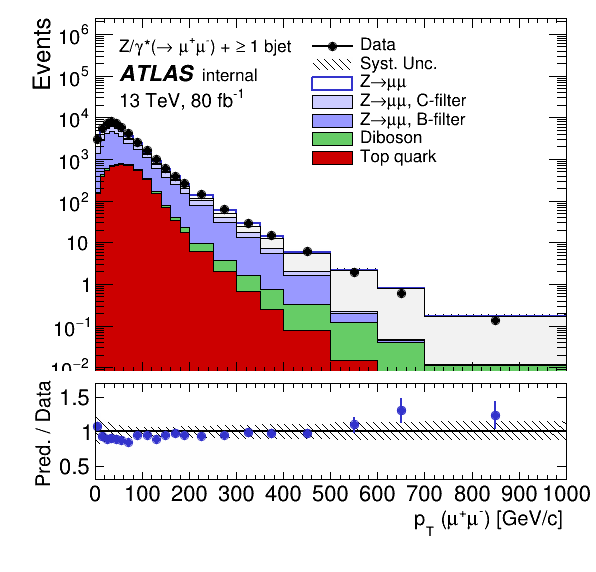 Events
10⁶
10⁵
10⁴
10³
10²
10
1
10⁻¹
10⁻²
Z/γ*(→ μ⁺μ⁻) + ≥ 1 bjet
ATLAS internal
13 TeV, 80 fb⁻¹
Data
Syst. Unc.
Z→μμ
Z→μμ, C-filter
Z→μμ, B-filter
Diboson
Top quark
Pred. / Data
1.5
1
0.5
0 100 200 300 400 500 600 700 800 900 1000
p_T (μ⁺μ⁻) [GeV/c]